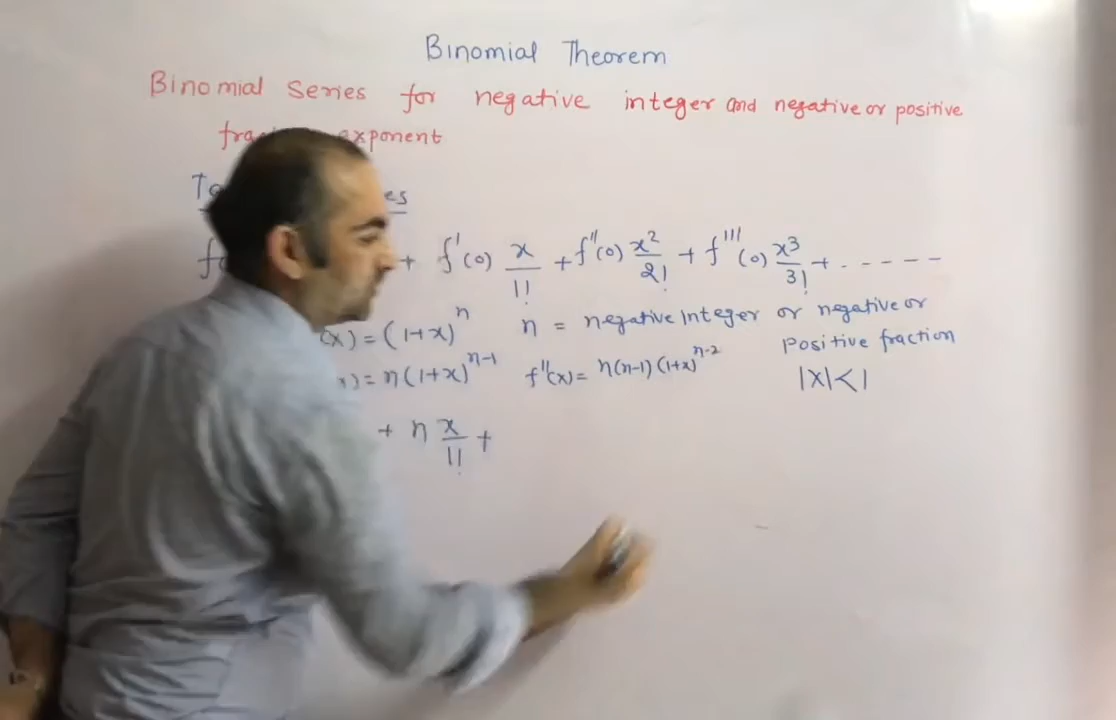 Binomial Theorem
Binomial Series for negative integer and negative or positive
exponent
+ f'(0) x/1! + f''(0) x²/2! + f'''(0) x³/3! + - - - - - -
(x) = (1+x)^n n = negative Integer or negative or
positive fraction
) = n(1+x)^(n-1) f''(x) = n(n-1)(1+x)^(n-2) |x|<1
+ n x/1! +